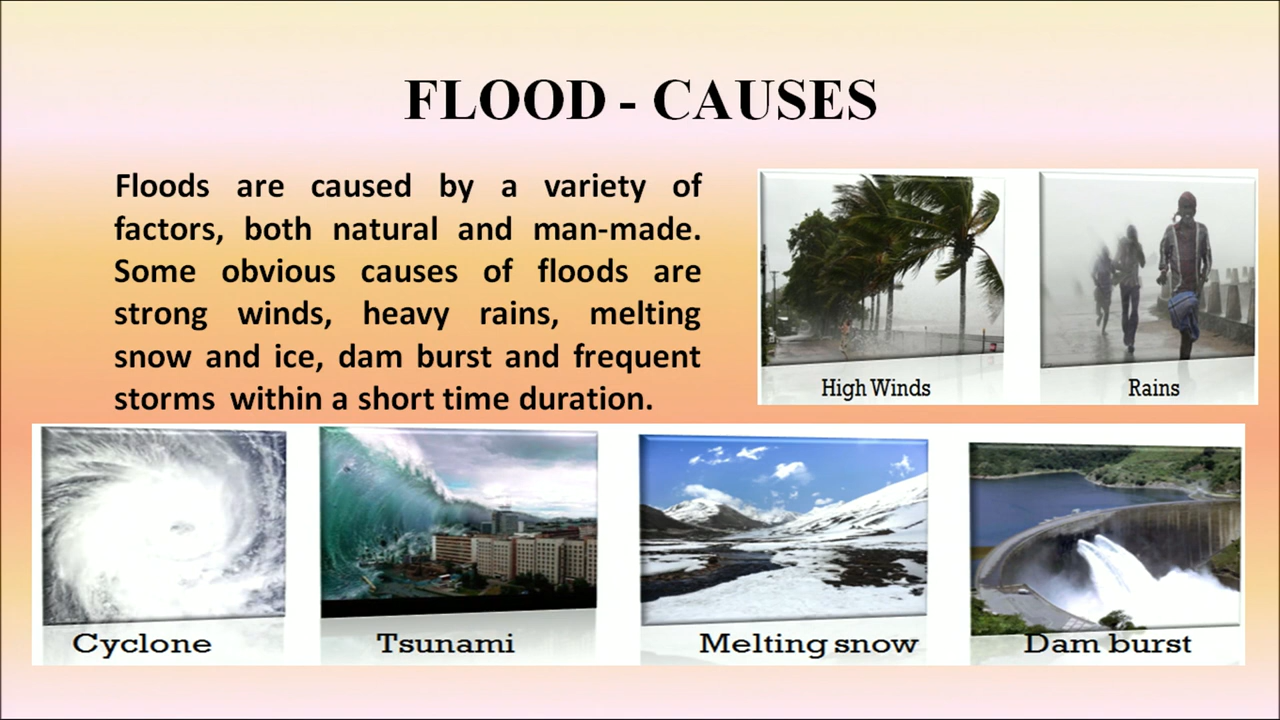 FLOOD - CAUSES
Floods are caused by a variety of
factors, both natural and man-made.
Some obvious causes of floods are
strong winds, heavy rains, melting
snow and ice, dam burst and frequent
storms within a short time duration.
High Winds
Rains
Cyclone
Tsunami
Melting snow
Dam burst